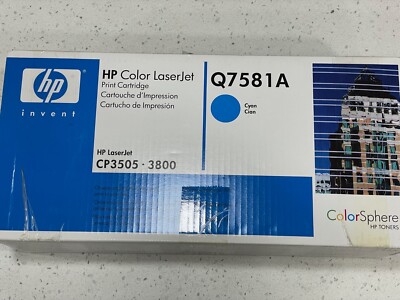 hp
invent
HP Color LaserJet
Print Cartridge
Cartouche d'Impression
Cartucho de Impresión
Q7581A
Cyan
Cian
HP LaserJet
CP3505 · 3800
ColorSphere
HP TONERS